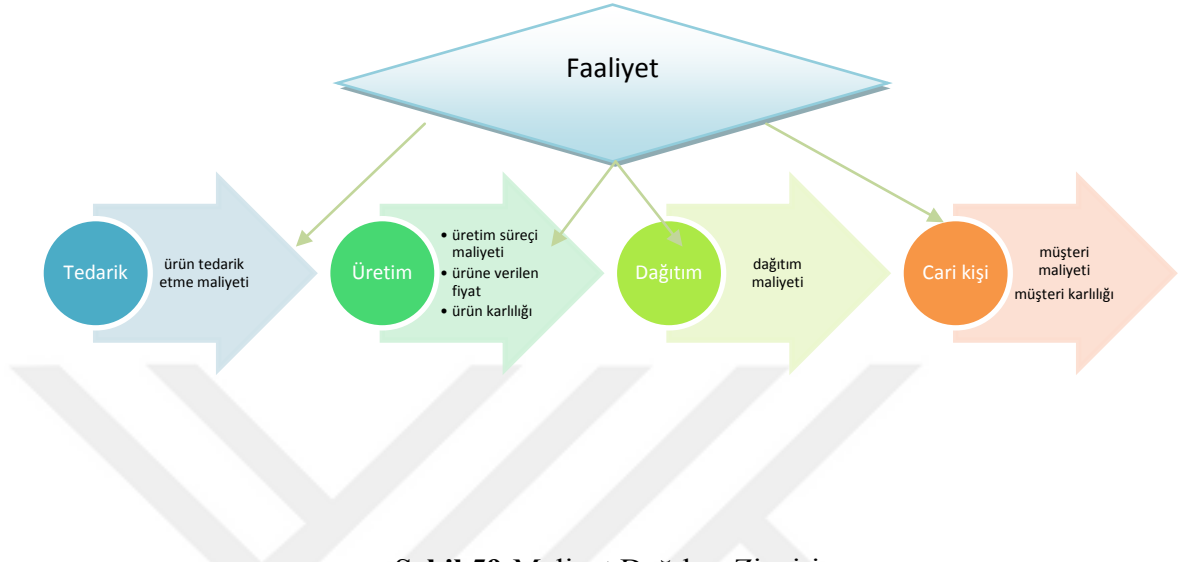 Faaliyet
Tedarik
ürün tedarik
etme maliyeti
Üretim
• üretim süreçi
maliyeti
• ürüne verilen
fiyat
• ürün karlılığı
Dağıtım
dağıtım
maliyeti
Cari kişi
müşteri
maliyeti
müşteri karlılığı